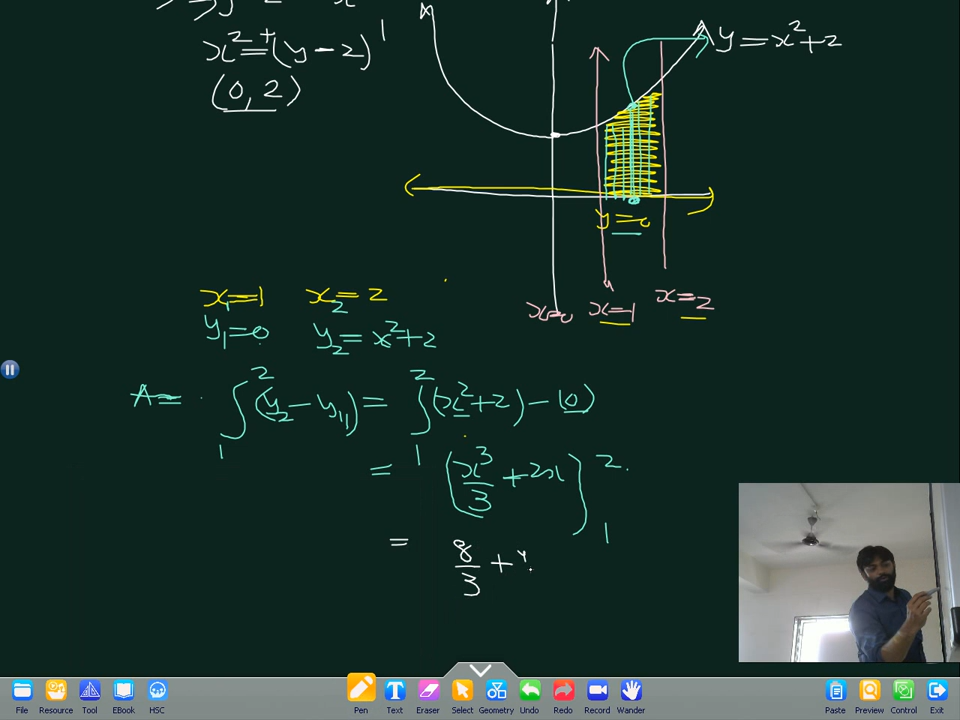 x² = (y - 2)
(0, 2)
y = x² + 2
y = 0
x=0 x=1 x=2
x₁=1 x₂ = 2
y₁=0 y₂ = x² + 2
A = ∫₁² (y₂ - y₁) = ∫₁² (x² + 2) - (0)
= (x³/3 + 2x)₁²
= 8/3 +
File Resource Tool EBook HSC Pen Text Eraser Select Geometry Undo Redo Record Wander Paste Preview Control Exit